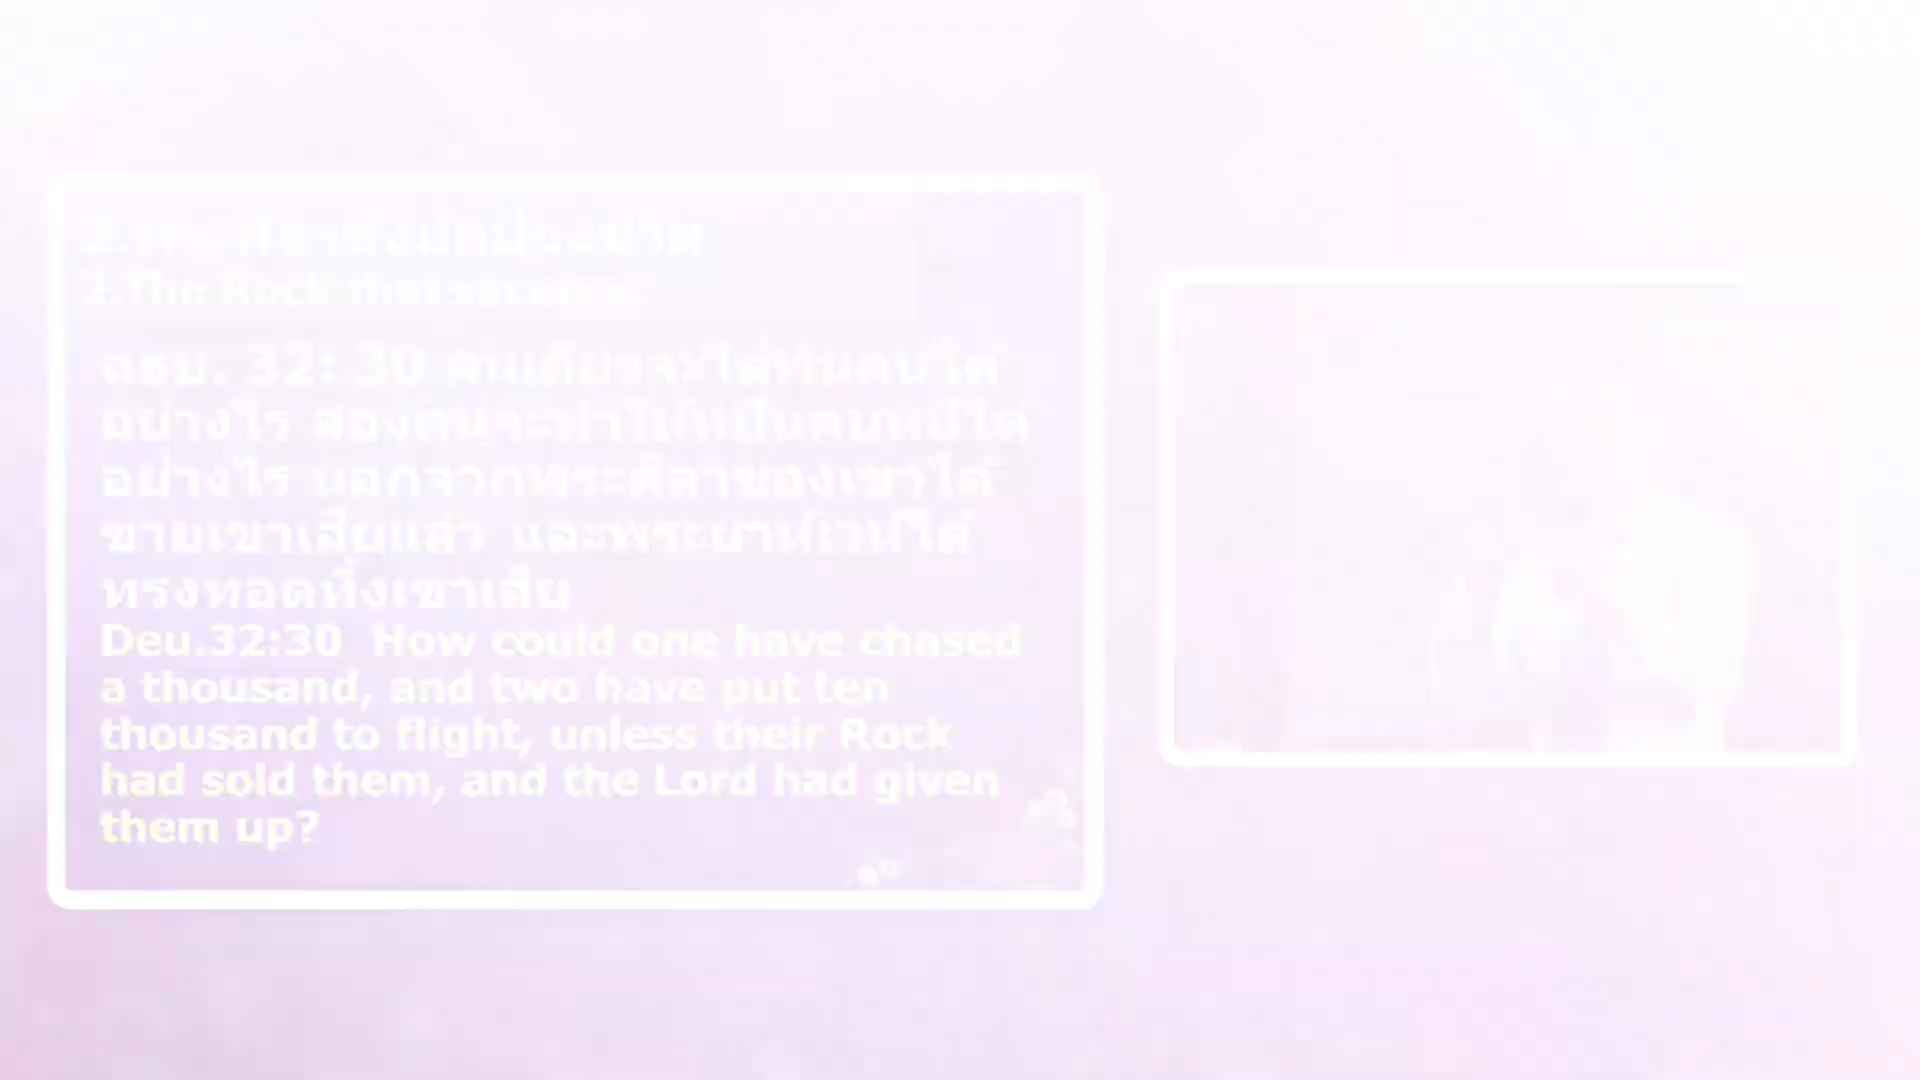 2.The Rock that
ฉธบ. 32: 30 คนเดียวจะไล่พันคนได้
อย่างไร สองคนจะทำให้หมื่นคนหนีได้
อย่างไร นอกจากพระศิลาของเขาได้
ขายเขาเสียแล้ว และพระยาห์เวห์ได้
ทรงทอดทิ้งเขาเสีย
Deu.32:30 How could one have chased
a thousand, and two have put ten
thousand to flight, unless their Rock
had sold them, and the Lord had given
them up?